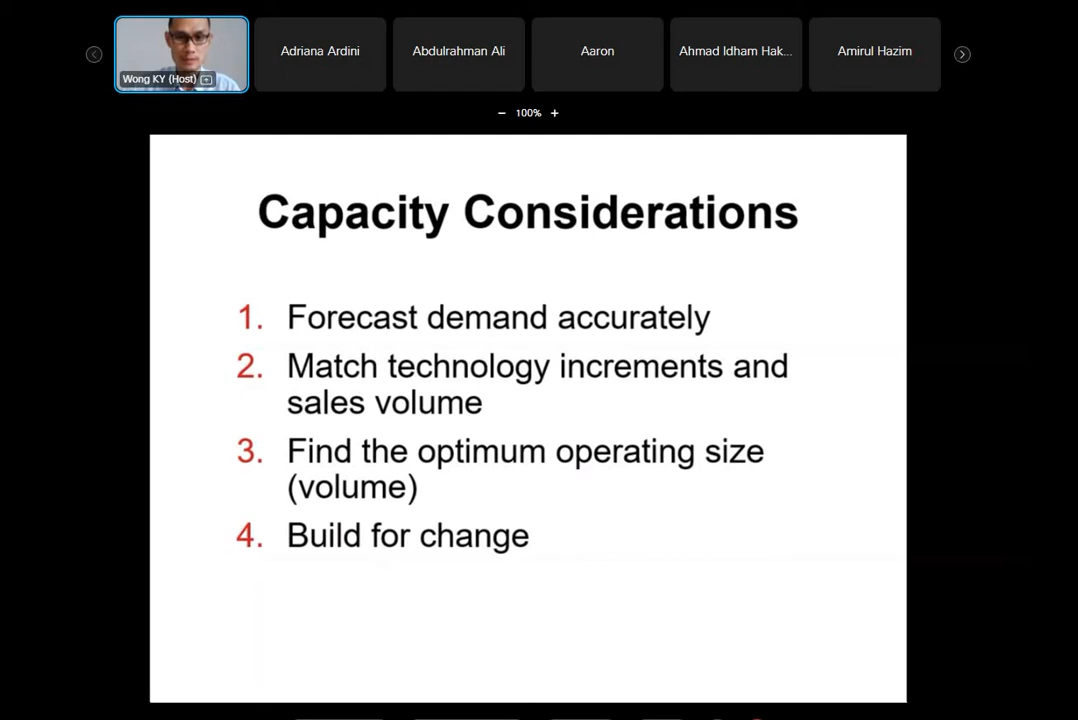 Wong KY (Host)
Adriana Ardini
Abdulrahman Ali
Aaron
Ahmad Idham Hak...
Amirul Hazim
− 100% +
Capacity Considerations
1. Forecast demand accurately
2. Match technology increments and
sales volume
3. Find the optimum operating size
(volume)
4. Build for change